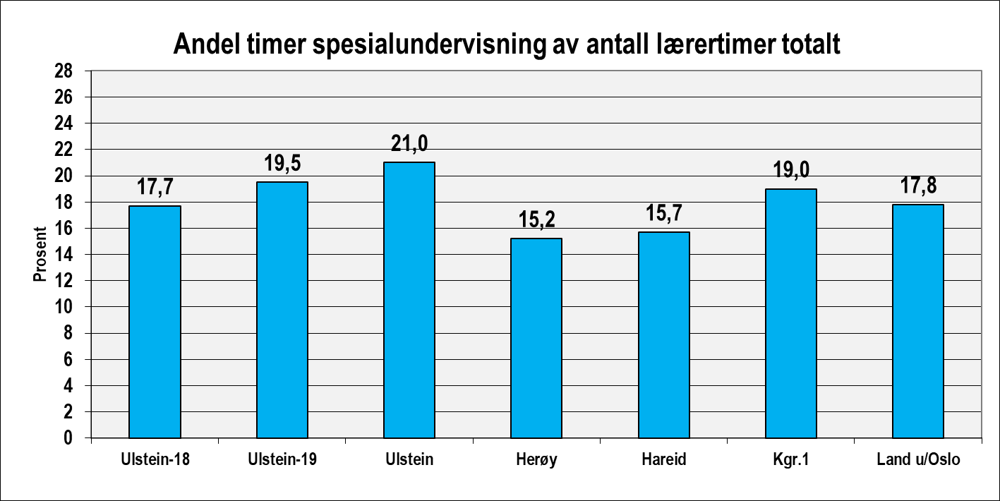 Andel timer spesialundervisning av antall lærertimer totalt
Prosent
28
26
24
22
20
18
16
14
12
10
8
6
4
2
0
17,7
19,5
21,0
15,2
15,7
19,0
17,8
Ulstein-18
Ulstein-19
Ulstein
Herøy
Hareid
Kgr.1
Land u/Oslo